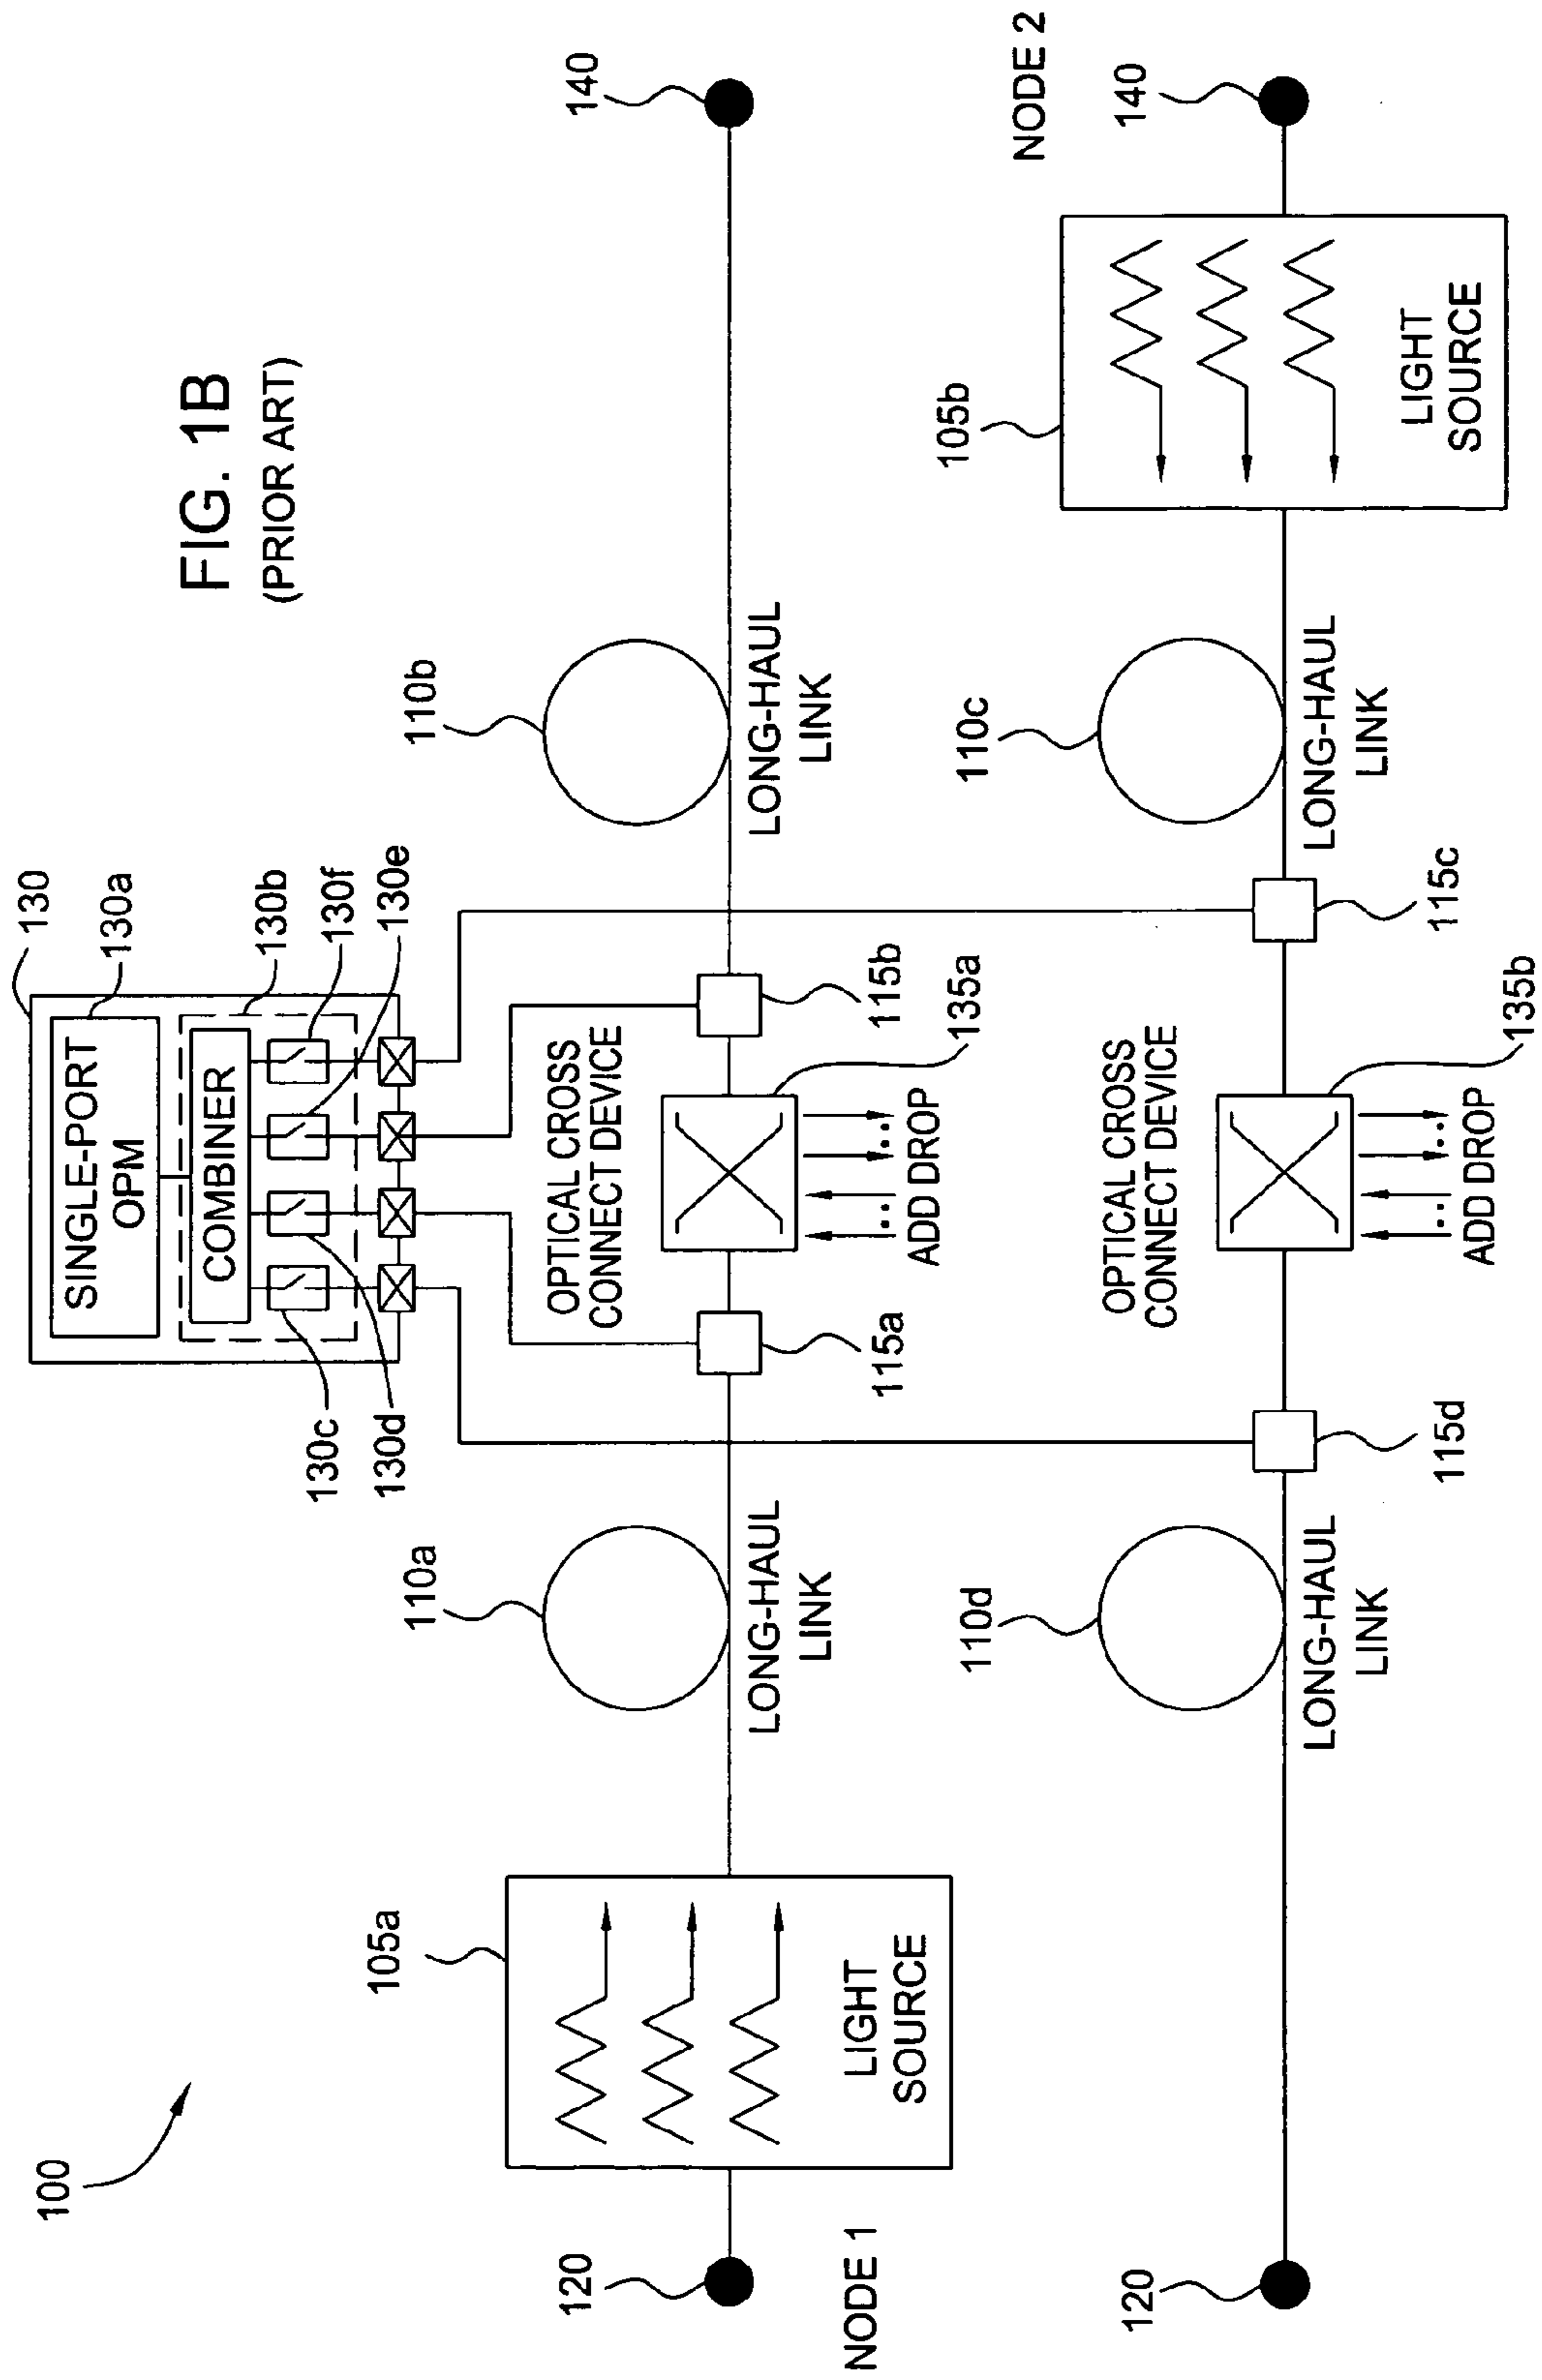 FIG. 1B
(PRIOR ART)
100
130
130a
SINGLE-PORT
OPM
130b
COMBINER
130c
130d
130f
130e
105a
LIGHT
SOURCE
120
NODE 1
110a
LONG-HAUL
LINK
115a
OPTICAL CROSS
CONNECT DEVICE
135a
ADD DROP
115b
110b
LONG-HAUL
LINK
140
120
110d
LONG-HAUL
LINK
115d
OPTICAL CROSS
CONNECT DEVICE
135b
ADD DROP
115c
110c
LONG-HAUL
LINK
105b
LIGHT
SOURCE
NODE 2
140